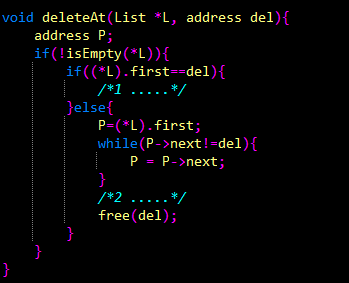 void deleteAt(List *L, address del){
    address P;
    if(!isEmpty(*L)){
        if((*L).first==del){
            /*1 .....*/
        }else{
            P=(*L).first;
            while(P->next!=del){
                P = P->next;
            }
            /*2 .....*/
            free(del);
        }
    }
}